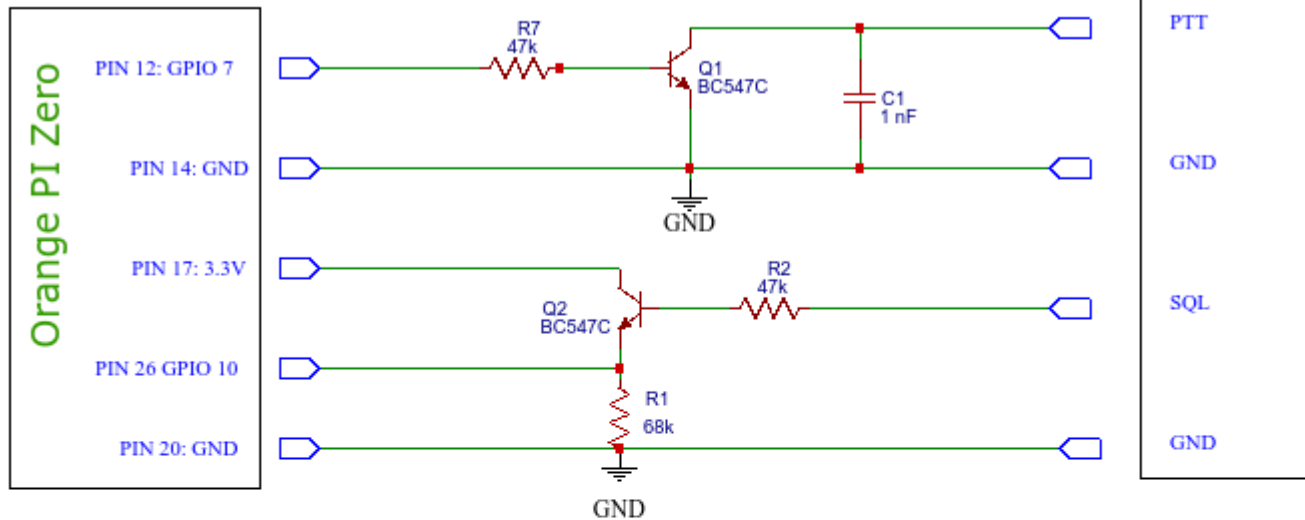 Orange PI Zero
PIN 12: GPIO 7
PIN 14: GND
PIN 17: 3.3V
PIN 26 GPIO 10
PIN 20: GND
R7
47k
Q1
BC547C
C1
1 nF
GND
R2
47k
Q2
BC547C
R1
68k
GND
PTT
GND
SQL
GND